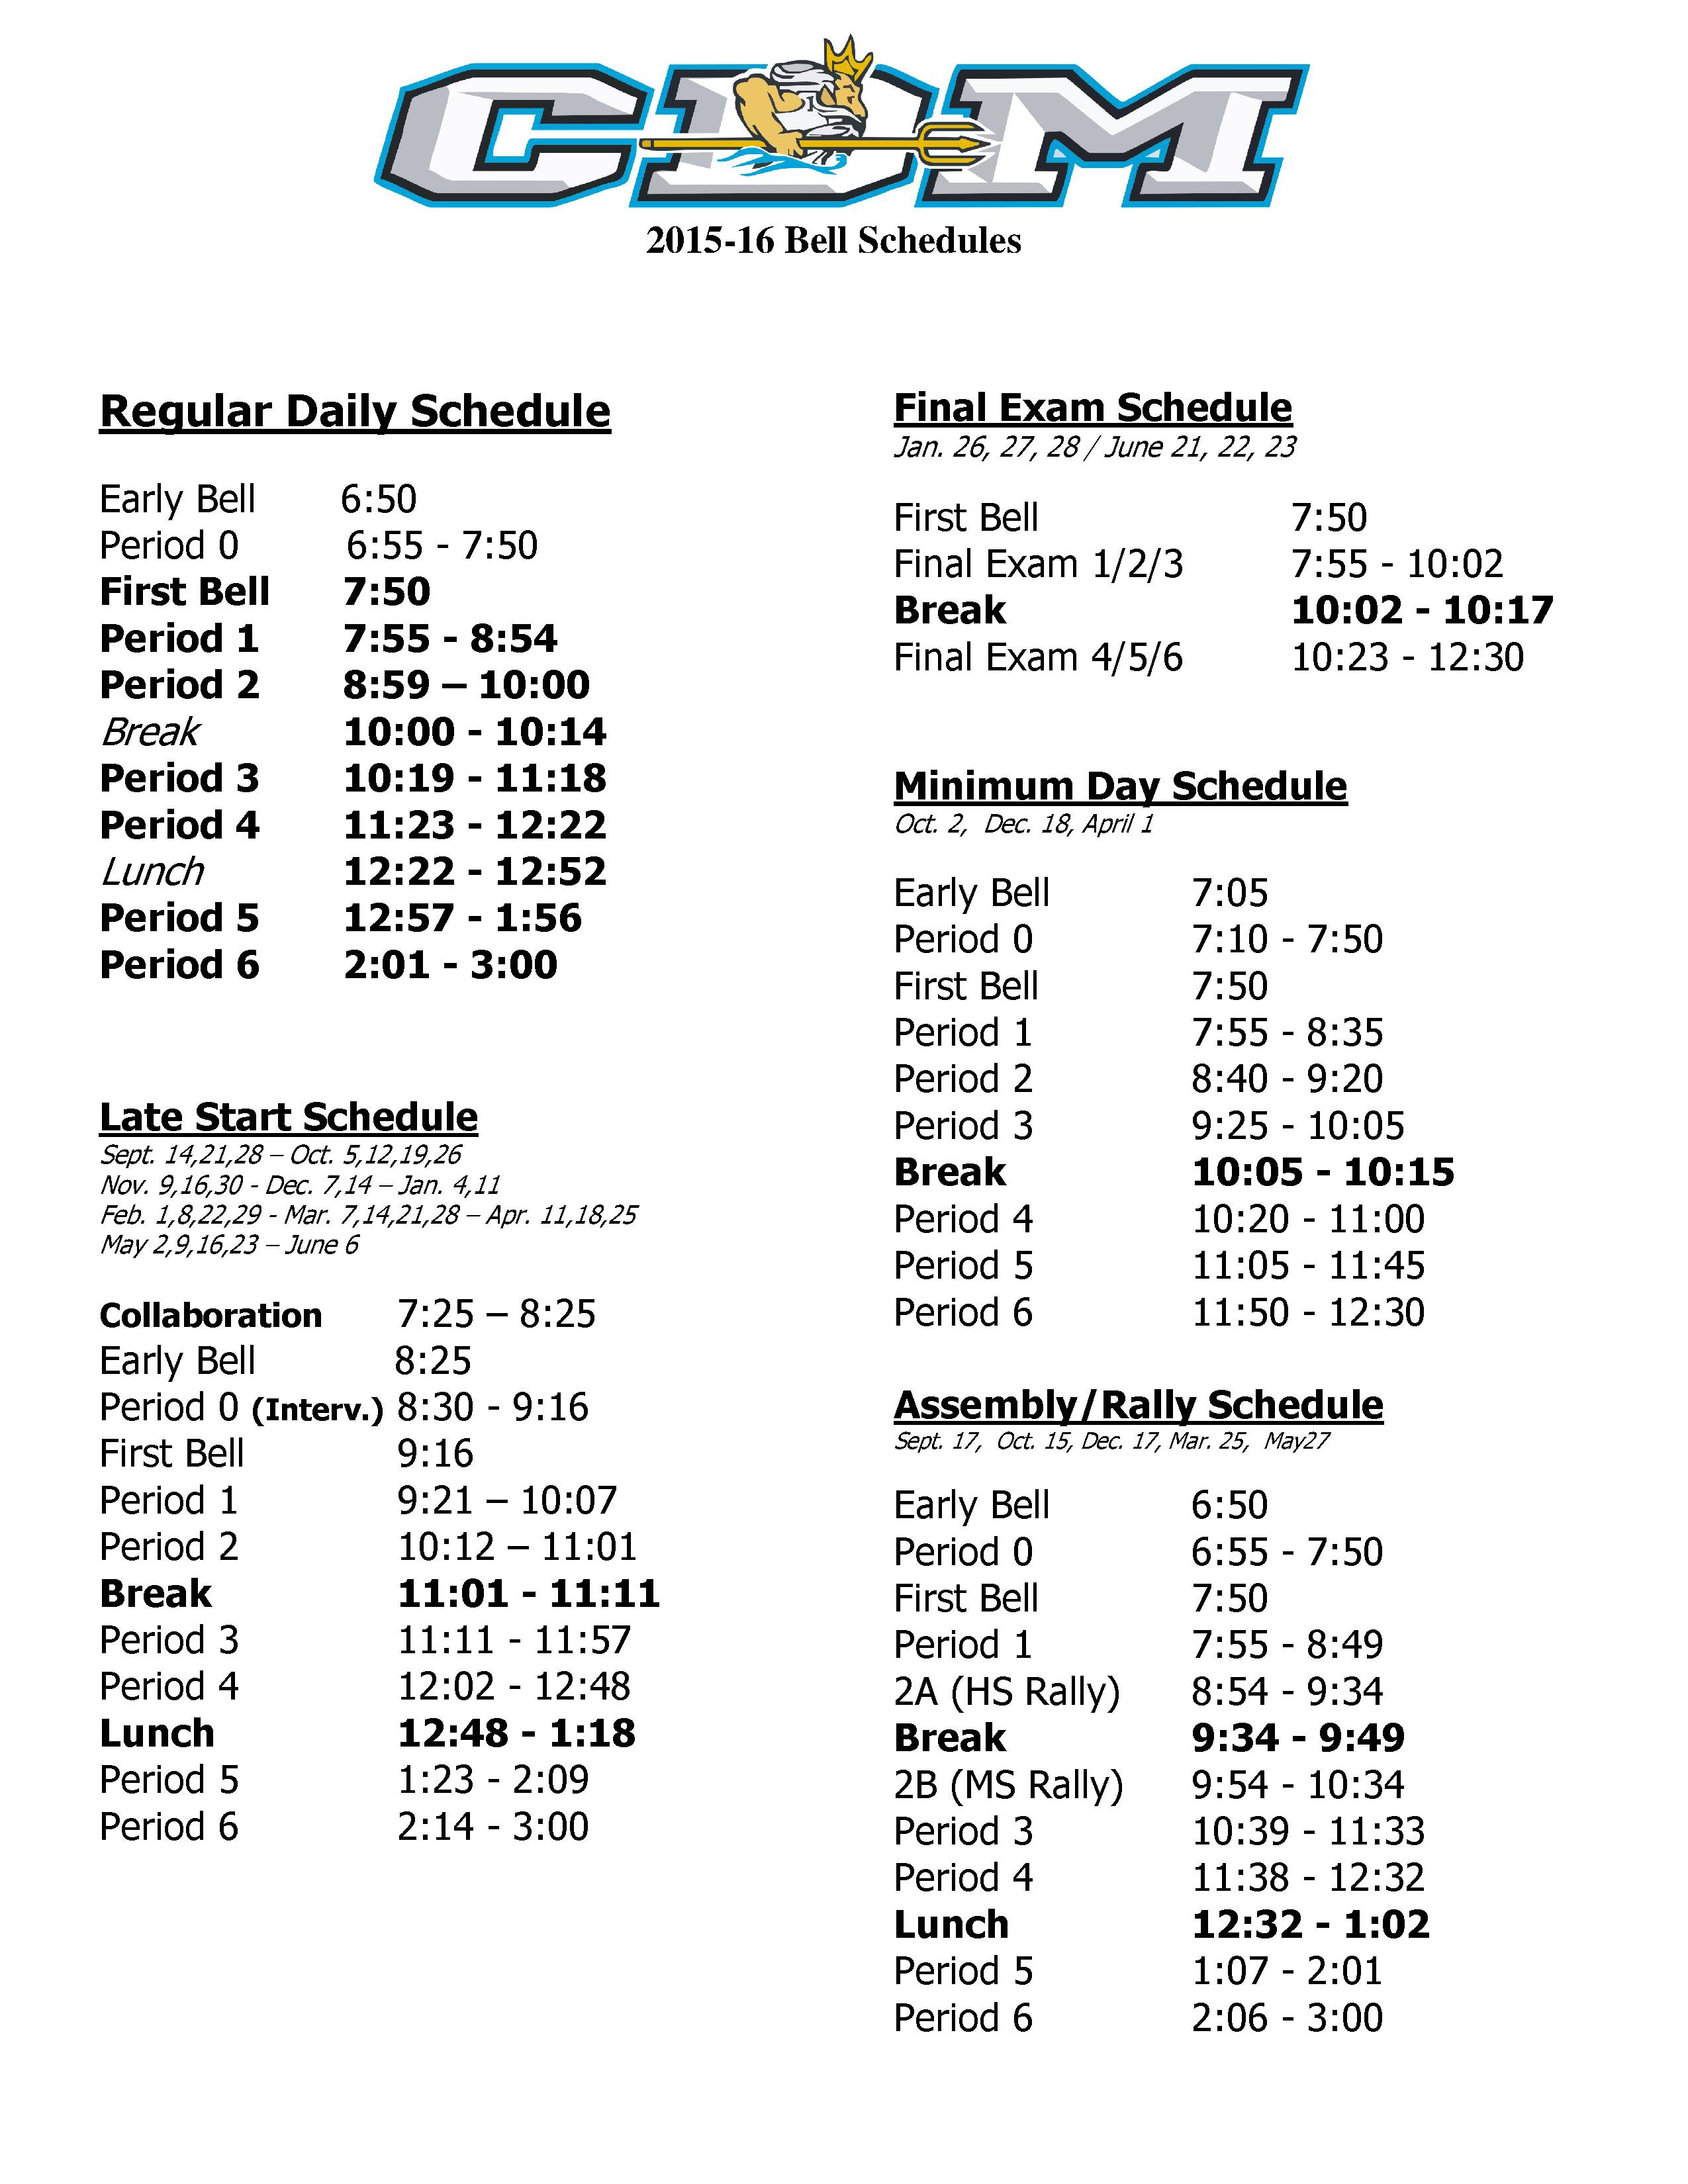 CDM
2015-16 Bell Schedules
Regular Daily Schedule
Early Bell 6:50
Period 0 6:55 - 7:50
First Bell 7:50
Period 1 7:55 - 8:54
Period 2 8:59 – 10:00
Break 10:00 - 10:14
Period 3 10:19 - 11:18
Period 4 11:23 - 12:22
Lunch 12:22 - 12:52
Period 5 12:57 - 1:56
Period 6 2:01 - 3:00
Late Start Schedule
Sept. 14,21,28 – Oct. 5,12,19,26
Nov. 9,16,30 - Dec. 7,14 – Jan. 4,11
Feb. 1,8,22,29 - Mar. 7,14,21,28 – Apr. 11,18,25
May 2,9,16,23 – June 6
Collaboration 7:25 – 8:25
Early Bell 8:25
Period 0 (Interv.) 8:30 - 9:16
First Bell 9:16
Period 1 9:21 – 10:07
Period 2 10:12 – 11:01
Break 11:01 - 11:11
Period 3 11:11 - 11:57
Period 4 12:02 - 12:48
Lunch 12:48 - 1:18
Period 5 1:23 - 2:09
Period 6 2:14 - 3:00
Final Exam Schedule
Jan. 26, 27, 28 / June 21, 22, 23
First Bell 7:50
Final Exam 1/2/3 7:55 - 10:02
Break 10:02 - 10:17
Final Exam 4/5/6 10:23 - 12:30
Minimum Day Schedule
Oct. 2, Dec. 18, April 1
Early Bell 7:05
Period 0 7:10 - 7:50
First Bell 7:50
Period 1 7:55 - 8:35
Period 2 8:40 - 9:20
Period 3 9:25 - 10:05
Break 10:05 - 10:15
Period 4 10:20 - 11:00
Period 5 11:05 - 11:45
Period 6 11:50 - 12:30
Assembly/Rally Schedule
Sept. 17, Oct. 15, Dec. 17, Mar. 25, May27
Early Bell 6:50
Period 0 6:55 - 7:50
First Bell 7:50
Period 1 7:55 - 8:49
2A (HS Rally) 8:54 - 9:34
Break 9:34 - 9:49
2B (MS Rally) 9:54 - 10:34
Period 3 10:39 - 11:33
Period 4 11:38 - 12:32
Lunch 12:32 - 1:02
Period 5 1:07 - 2:01
Period 6 2:06 - 3:00